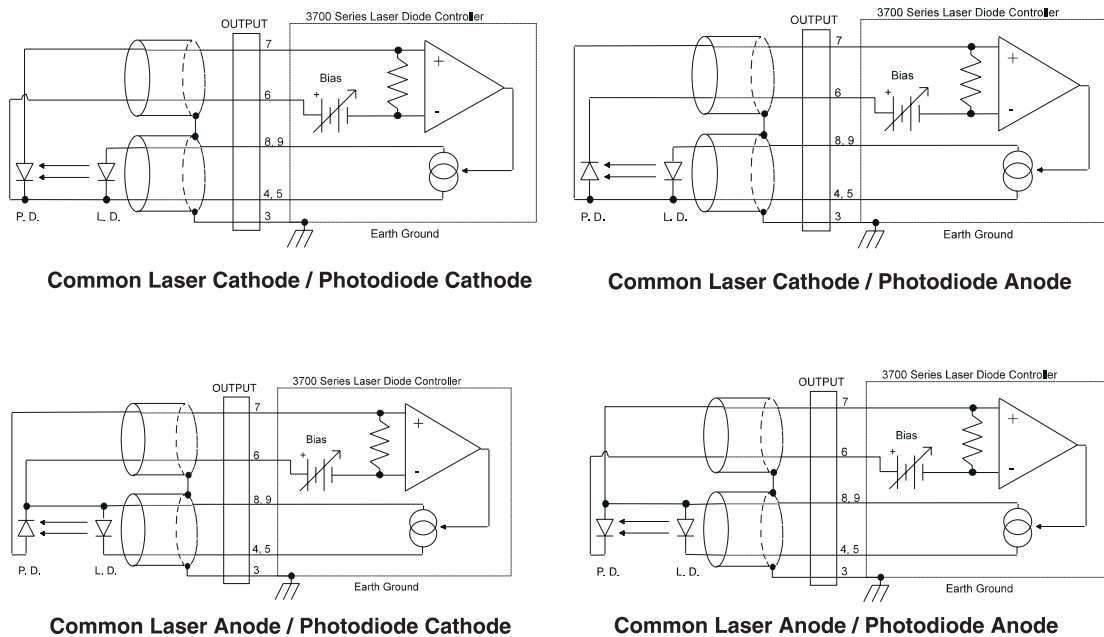 3700 Series Laser Diode Controller
OUTPUT
7
+
Bias
+
6
-
8, 9
4, 5
P. D.
L. D.
3
Earth Ground
Common Laser Cathode / Photodiode Cathode
3700 Series Laser Diode Controller
OUTPUT
7
+
Bias
+
6
-
8, 9
4, 5
P. D.
L. D.
3
Earth Ground
Common Laser Cathode / Photodiode Anode
3700 Series Laser Diode Controller
OUTPUT
7
+
Bias
+
6
-
8, 9
4, 5
P. D.
L. D.
3
Earth Ground
Common Laser Anode / Photodiode Cathode
3700 Series Laser Diode Controller
OUTPUT
7
+
Bias
+
6
-
8, 9
4, 5
P. D.
L. D.
3
Earth Ground
Common Laser Anode / Photodiode Anode